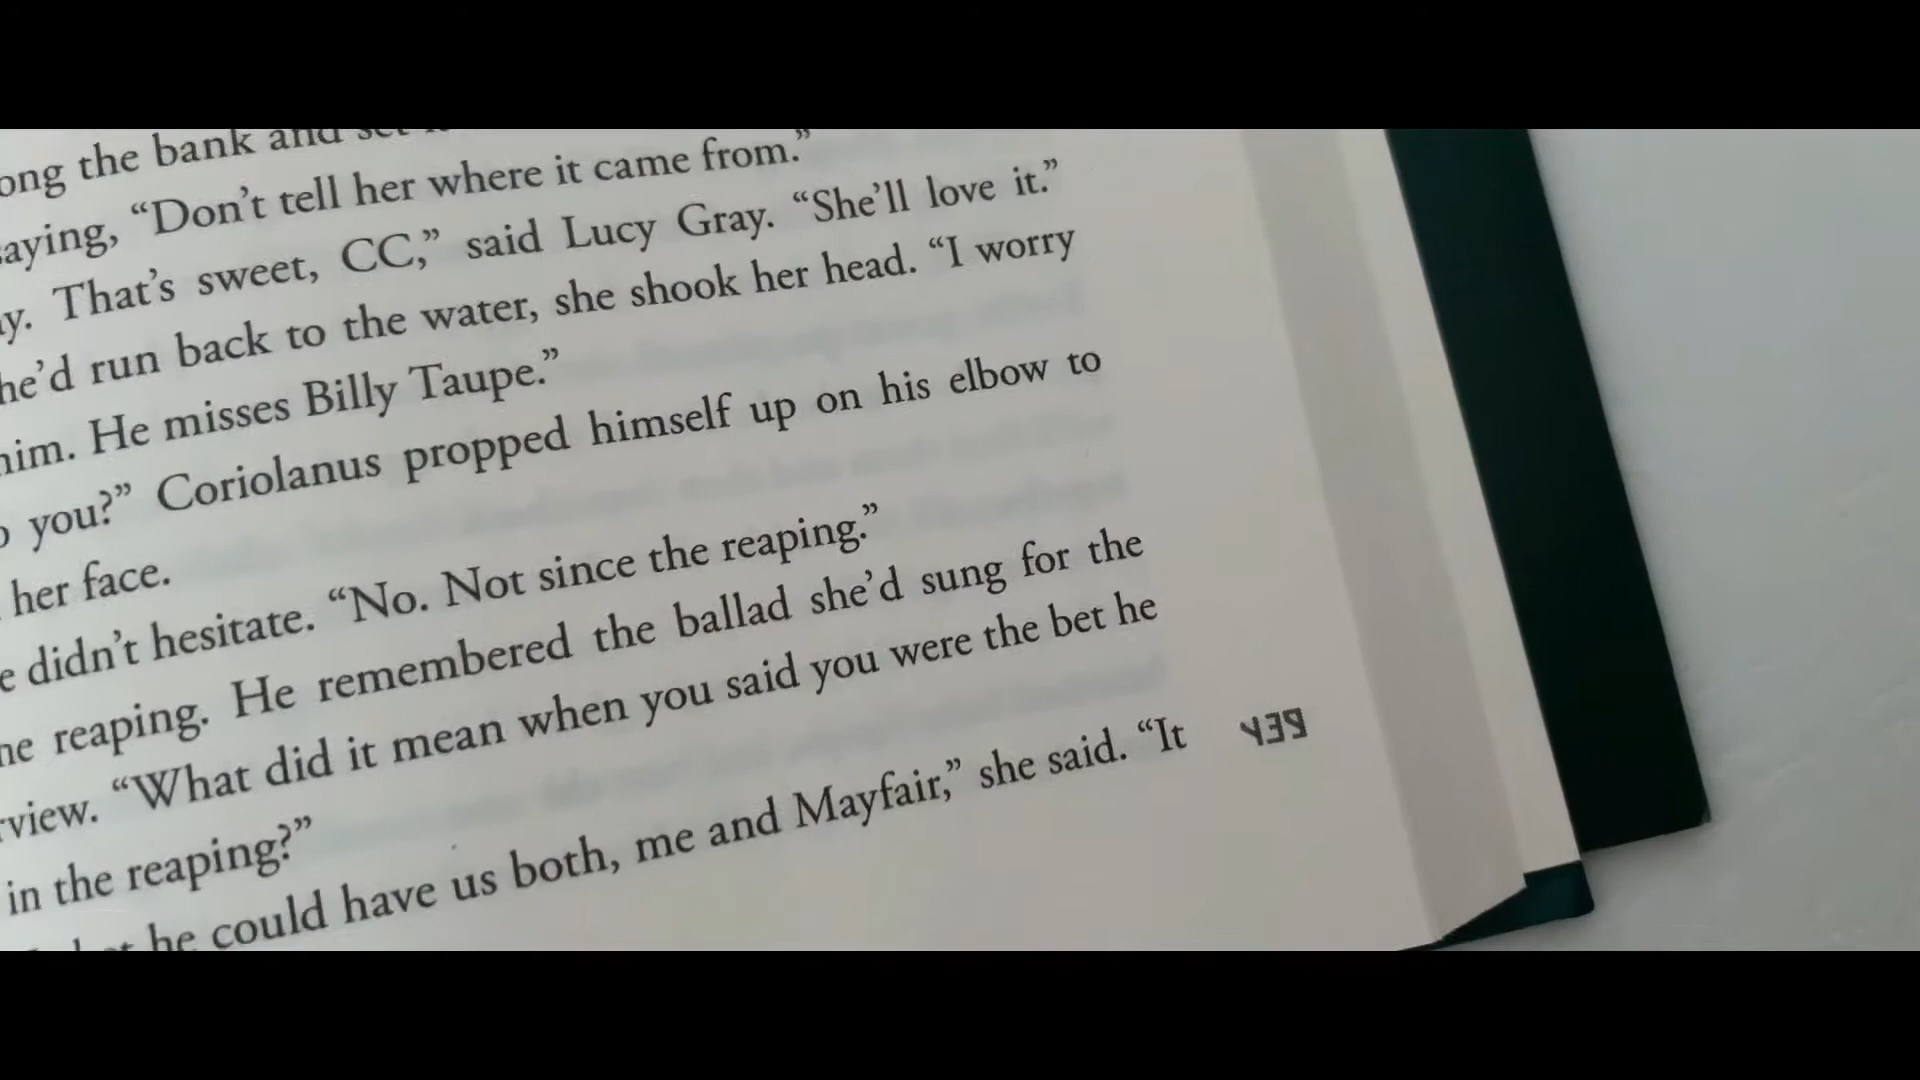 ong the bank and set
saying, “Don’t tell her where it came from.”
y. That’s sweet, CC,” said Lucy Gray. “She’ll love it.”
he’d run back to the water, she shook her head. “I worry
him. He misses Billy Taupe.”
o you?” Coriolanus propped himself up on his elbow to
her face.
e didn’t hesitate. “No. Not since the reaping.”
he reaping. He remembered the ballad she’d sung for the
rview. “What did it mean when you said you were the bet he
in the reaping?”
he could have us both, me and Mayfair,” she said. “It
439